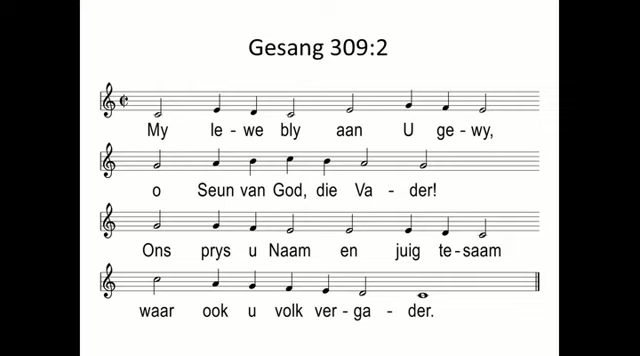 Gesang 309:2
My le-we bly aan U ge-wy,
o Seun van God, die Va-der!
Ons prys u Naam en juig te-saam
waar ook u volk ver-ga-der.